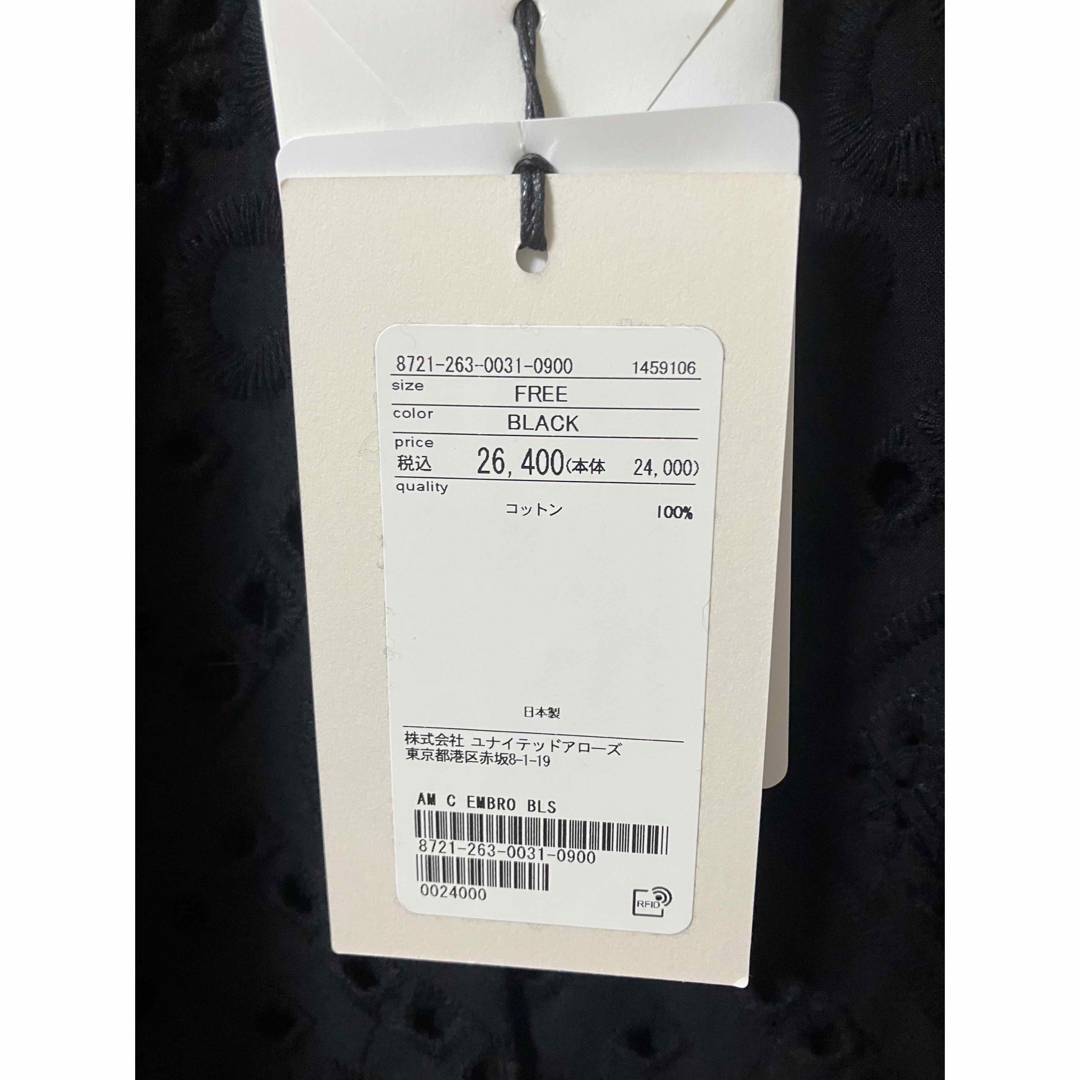 8721-263-0031-0900 1459106
size FREE
color BLACK
price
税込 26,400(本体 24,000)
quality
コットン 100%
日本製
株式会社 ユナイテッドアローズ
東京都港区赤坂8-1-19
AM C EMBRO BLS
8721-263-0031-0900
0024000
RFID